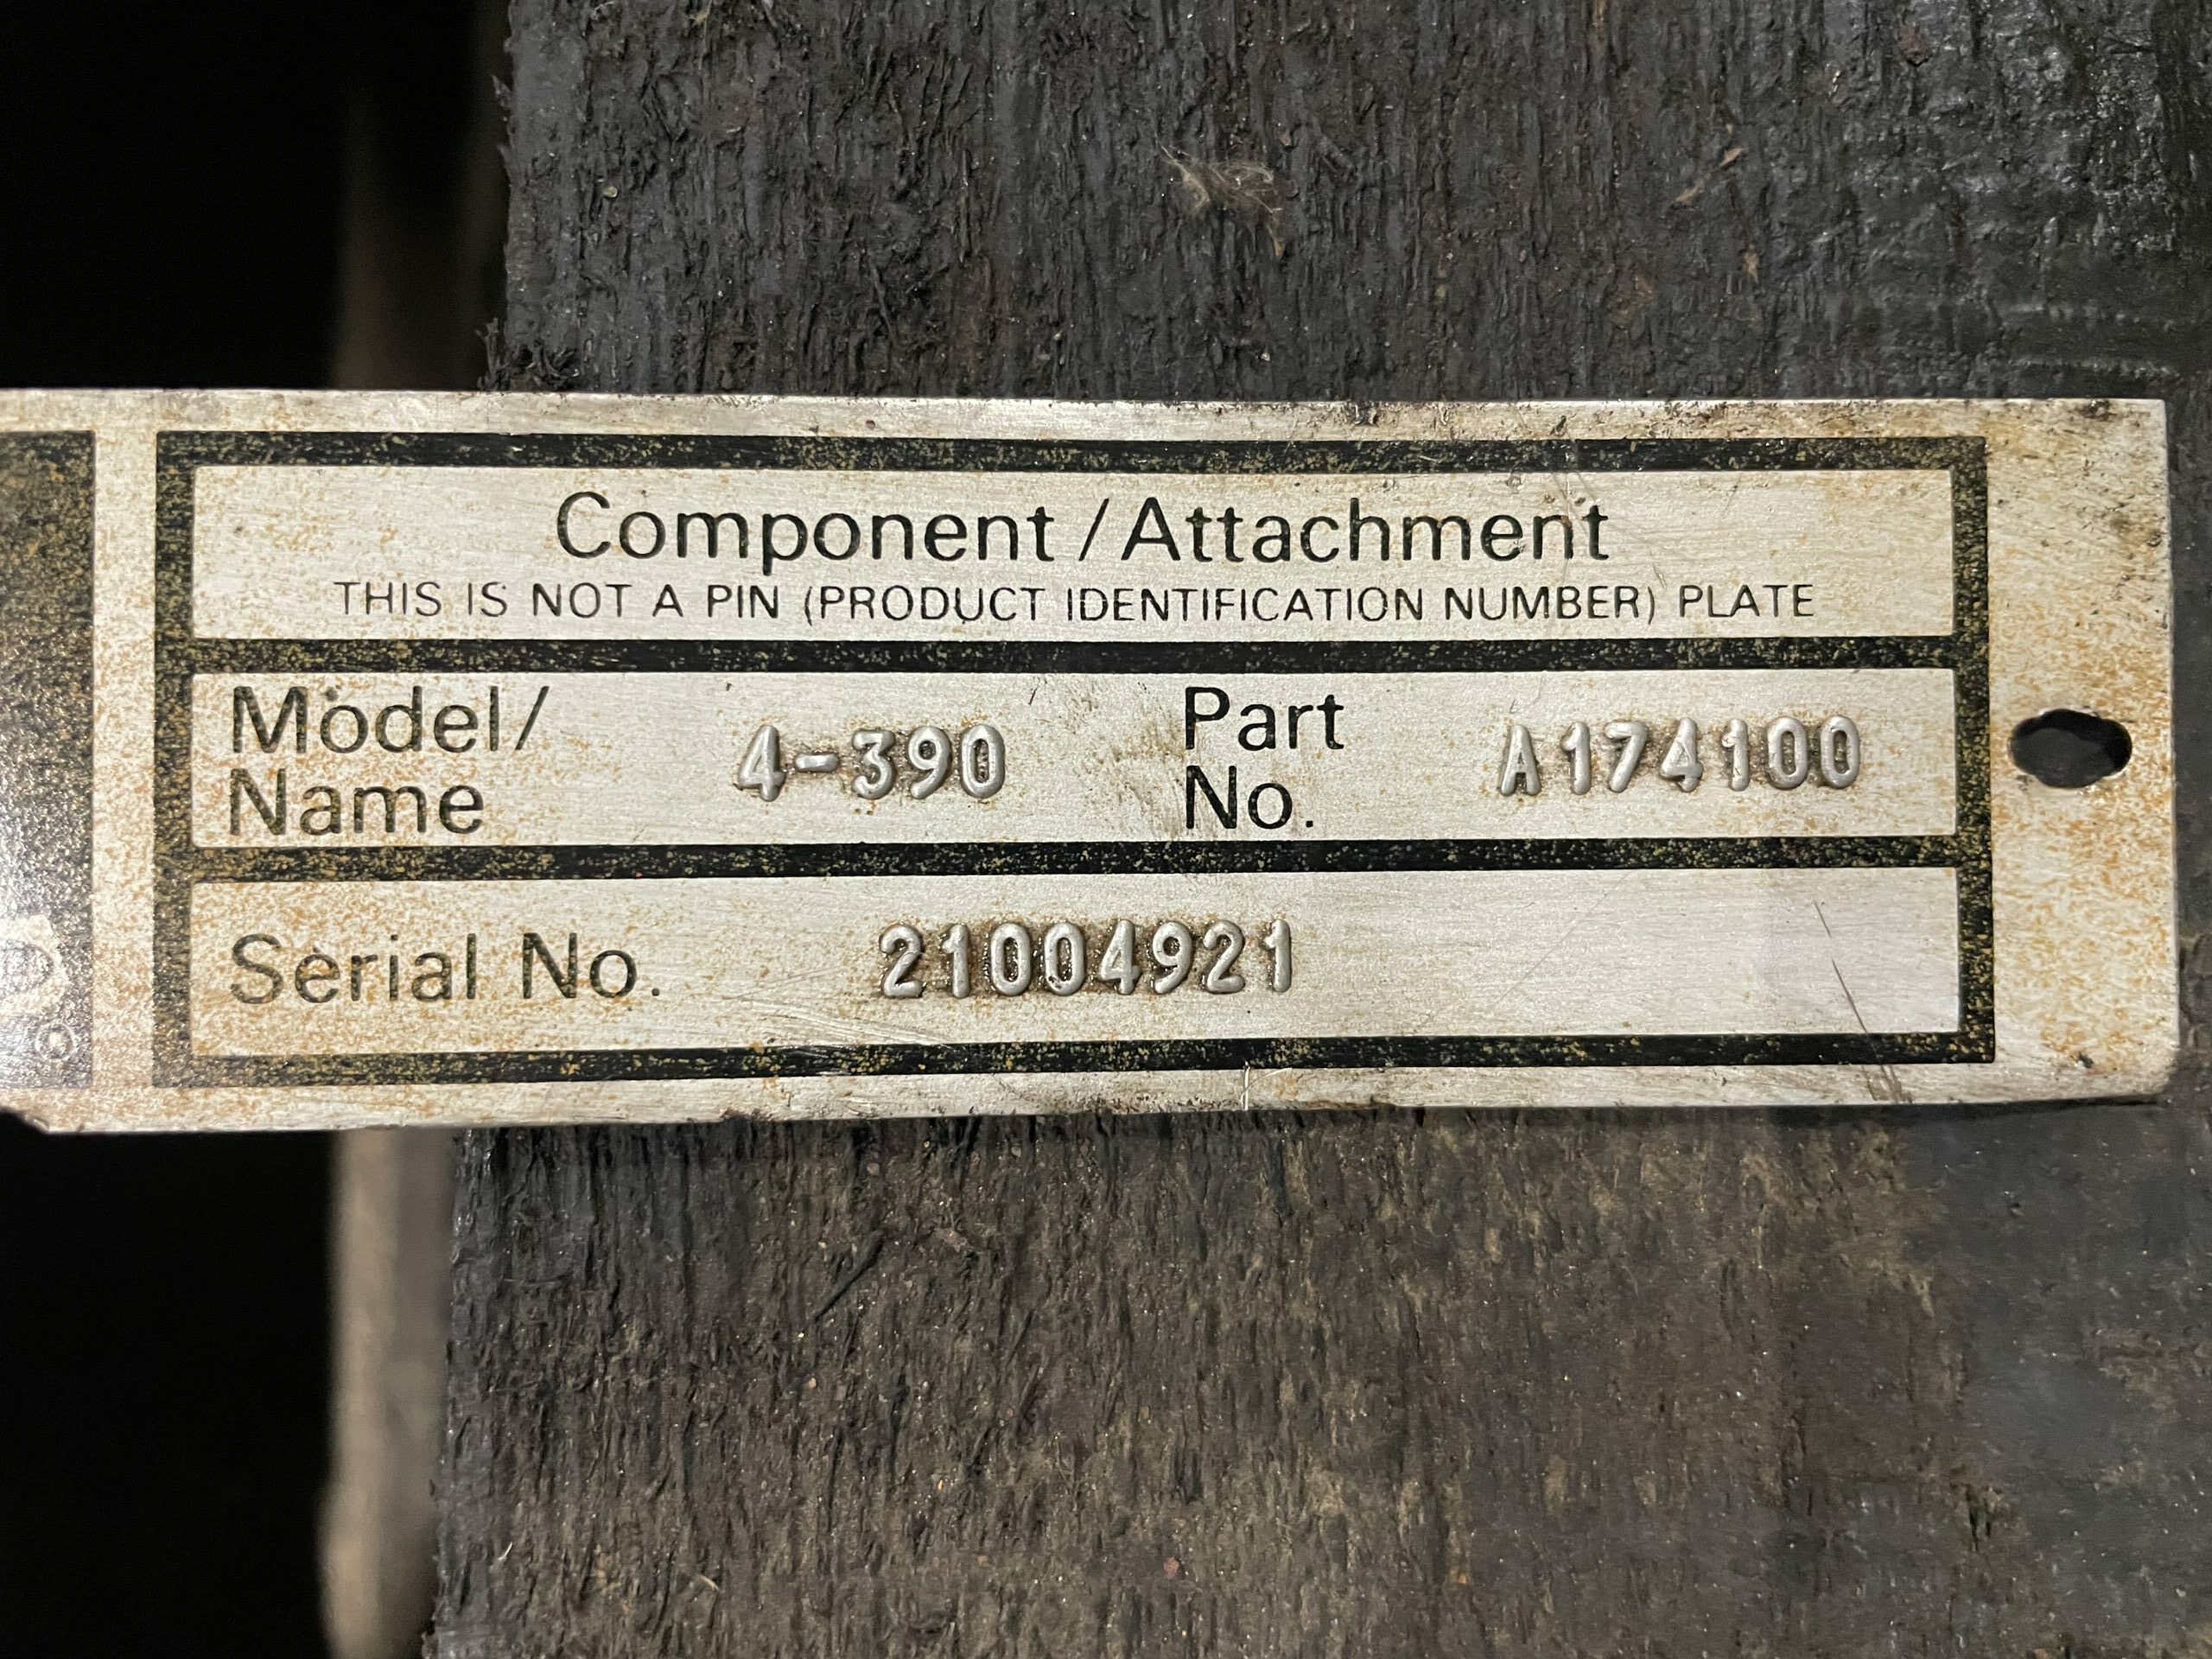 Component / Attachment
THIS IS NOT A PIN (PRODUCT IDENTIFICATION NUMBER) PLATE
Model/
Name
4-390
Part
No.
A174100
Serial No. 21004921